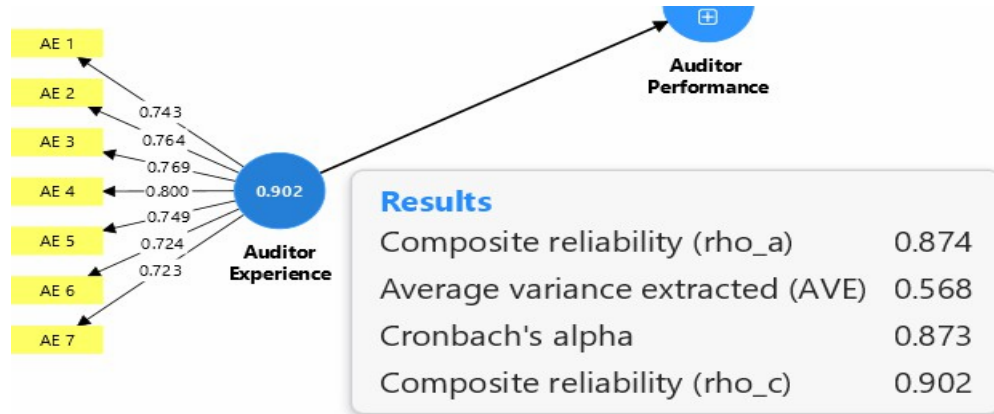 AE 1
AE 2
AE 3
AE 4
AE 5
AE 6
AE 7
0.743
0.764
0.769
0.800
0.749
0.724
0.723
0.902
Auditor
Experience
Auditor
Performance
Results
Composite reliability (rho_a) 0.874
Average variance extracted (AVE) 0.568
Cronbach's alpha 0.873
Composite reliability (rho_c) 0.902